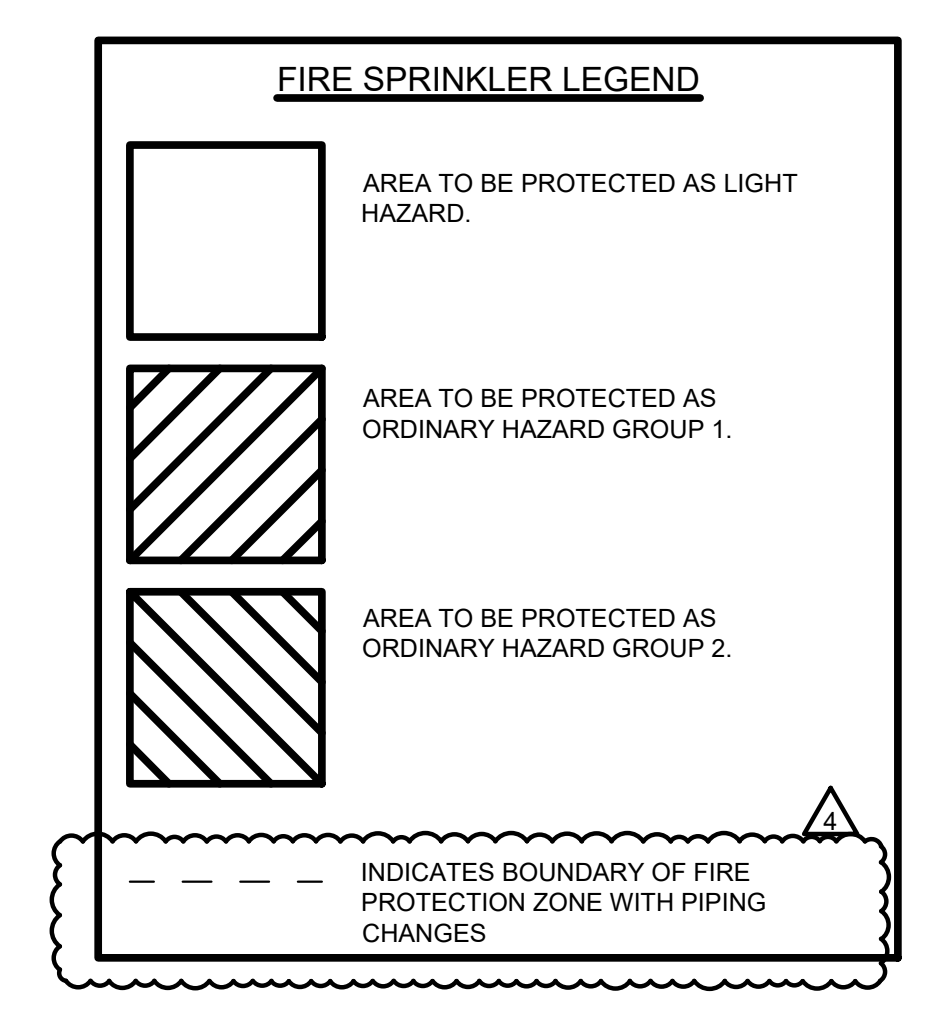 FIRE SPRINKLER LEGEND
AREA TO BE PROTECTED AS LIGHT
HAZARD.
AREA TO BE PROTECTED AS
ORDINARY HAZARD GROUP 1.
AREA TO BE PROTECTED AS
ORDINARY HAZARD GROUP 2.
4
INDICATES BOUNDARY OF FIRE
PROTECTION ZONE WITH PIPING
CHANGES